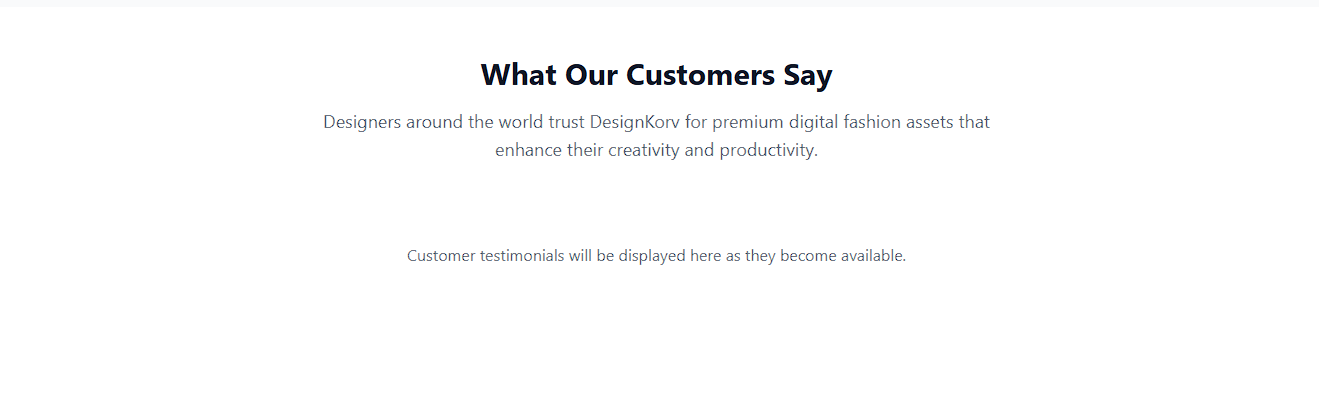 What Our Customers Say
Designers around the world trust DesignKorv for premium digital fashion assets that
enhance their creativity and productivity.
Customer testimonials will be displayed here as they become available.